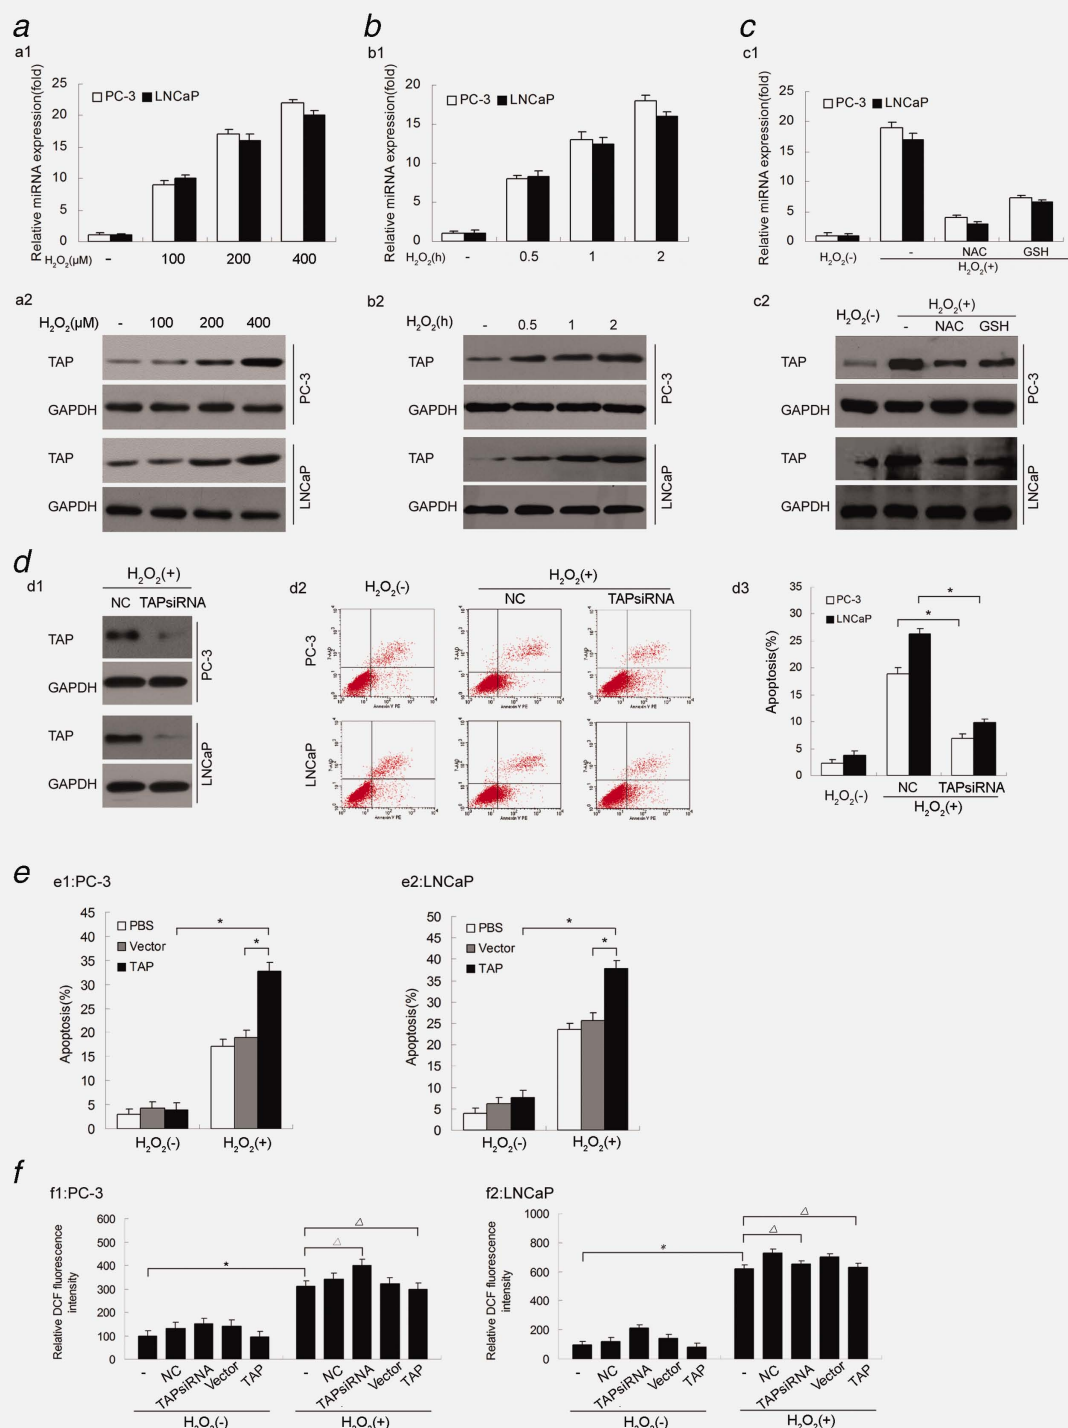 a b c
a1 b1 c1
Relative miRNA expression(fold)
25
20
15
10
5
0
PC-3 LNCaP
H₂O₂(μM) - 100 200 400
Relative miRNA expression(fold)
20
15
10
5
0
PC-3 LNCaP
H₂O₂(h) - 0.5 1 2
Relative miRNA expression(fold)
25
20
15
10
5
0
PC-3 LNCaP
H₂O₂(-) - NAC GSH
H₂O₂(+)
a2
H₂O₂(μM) - 100 200 400
TAP
GAPDH
PC-3
TAP
GAPDH
LNCaP
b2
H₂O₂(h) - 0.5 1 2
TAP
GAPDH
PC-3
TAP
GAPDH
LNCaP
c2
H₂O₂(+)
H₂O₂(-) - NAC GSH
TAP
GAPDH
PC-3
TAP
GAPDH
LNCaP
d
d1
H₂O₂(+)
NC TAPsiRNA
TAP
GAPDH
PC-3
TAP
GAPDH
LNCaP
d2
H₂O₂(-) H₂O₂(+)
NC TAPsiRNA
PC-3
LNCaP
7-AAD
Annexin V PE
d3
Apoptosis(%)
35
30
25
20
15
10
5
0
PC-3
LNCaP
*
*
H₂O₂(-) NC TAPsiRNA
H₂O₂(+)
e
e1:PC-3
Apoptosis(%)
45
40
35
30
25
20
15
10
5
0
PBS
Vector
TAP
*
*
H₂O₂(-) H₂O₂(+)
e2:LNCaP
Apoptosis(%)
50
45
40
35
30
25
20
15
10
5
0
PBS
Vector
TAP
*
*
H₂O₂(-) H₂O₂(+)
f
f1:PC-3
Relative DCF fluorescence
intensity
600
500
400
300
200
100
0
*
△
△
- NC TAPsiRNA Vector TAP - NC TAPsiRNA Vector TAP
H₂O₂(-) H₂O₂(+)
f2:LNCaP
Relative DCF fluorescence
intensity
1000
800
600
400
200
0
*
△
△
- NC TAPsiRNA Vector TAP - NC TAPsiRNA Vector TAP
H₂O₂(-) H₂O₂(+)